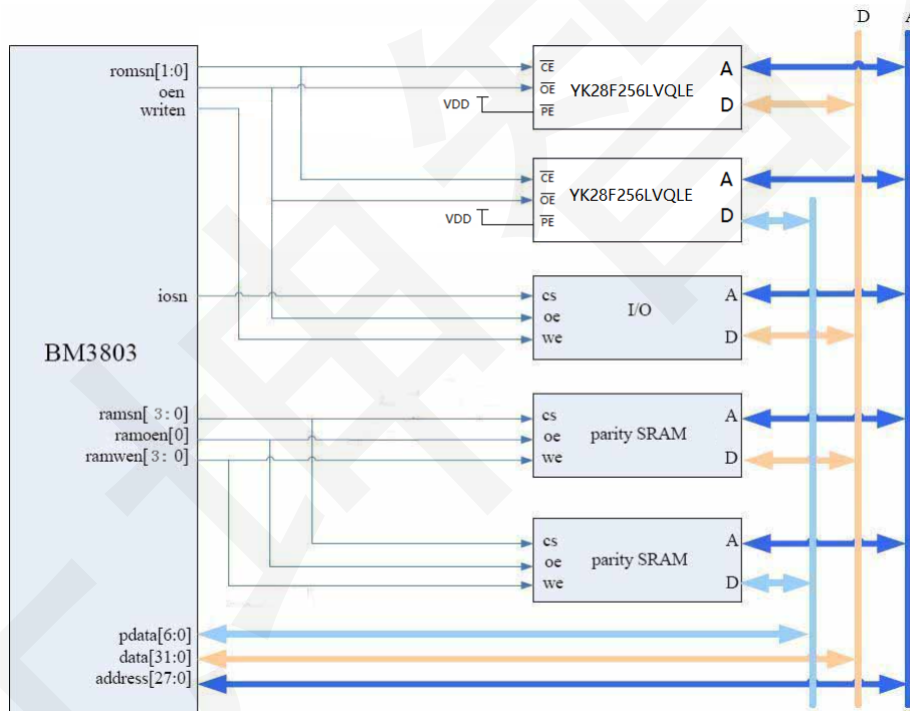 D A
BM3803
romsn[1:0]
oen
writen
iosn
ramsn[ 3: 0]
ramoen[0]
ramwen[ 3: 0]
pdata[6:0]
data[31:0]
address[27:0]
CE
OE
PE
VDD
YK28F256LVQLE
A
D
CE
OE
PE
VDD
YK28F256LVQLE
A
D
cs
oe
we
I/O
A
D
cs
oe
we
parity SRAM
A
D
cs
oe
we
parity SRAM
A
D